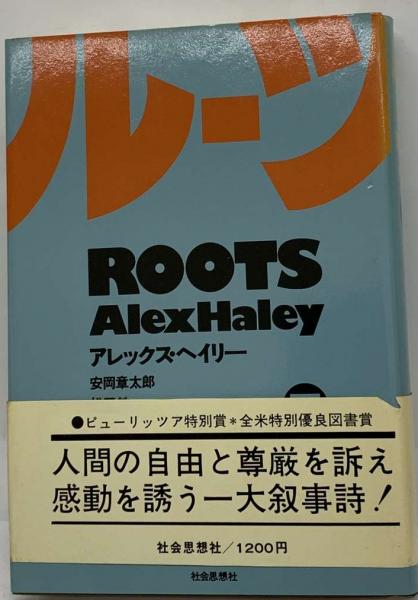 ルーツ
ROOTS
Alex Haley
アレックス・ヘイリー
安岡章太郎
●ピューリッツア特別賞*全米特別優良図書賞
人間の自由と尊厳を訴え
感動を誘う一大叙事詩!
社会思想社/1200円
社会思想社